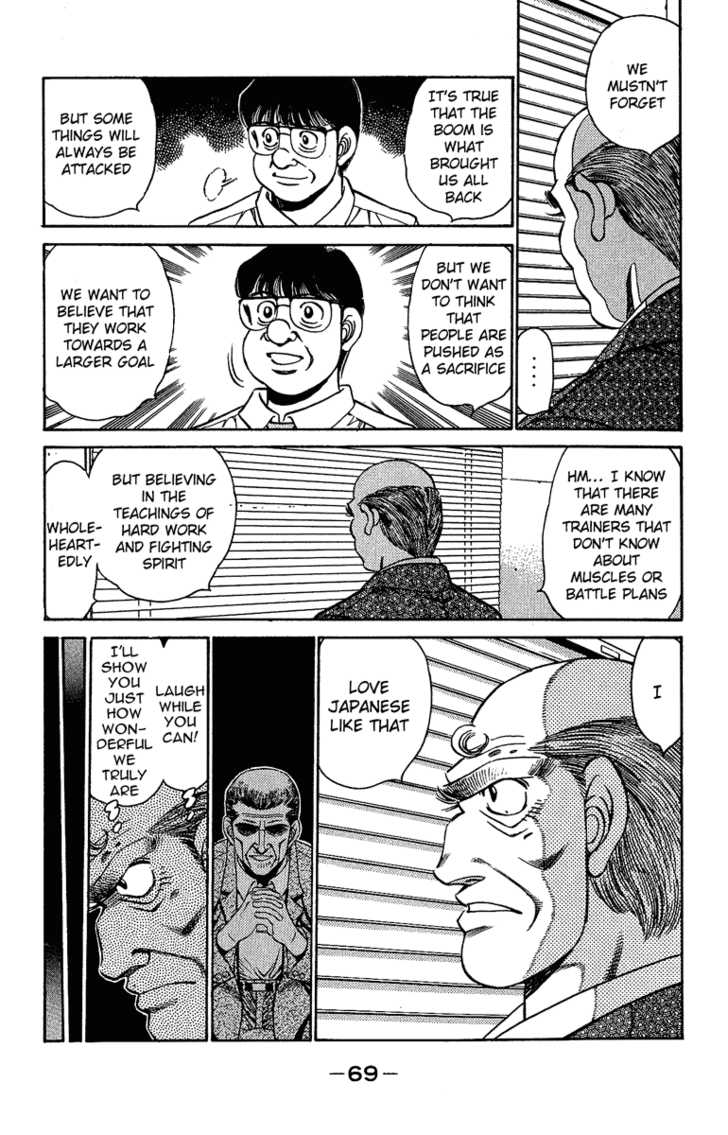 WE
MUSTN'T
FORGET
...
IT'S TRUE
THAT THE
BOOM IS
WHAT
BROUGHT
US ALL
BACK
BUT SOME
THINGS WILL
ALWAYS BE
ATTACKED
BUT WE
DON'T WANT
TO THINK
THAT
PEOPLE ARE
PUSHED AS
A SACRIFICE
WE WANT TO
BELIEVE THAT
THEY WORK
TOWARDS A
LARGER GOAL
HM... I KNOW
THAT THERE
ARE MANY
TRAINERS THAT
DON'T KNOW
ABOUT
MUSCLES OR
BATTLE PLANS
BUT BELIEVING
IN THE
TEACHINGS OF
HARD WORK
AND FIGHTING
SPIRIT
WHOLE-
HEART-
EDLY
I
LOVE
JAPANESE
LIKE THAT
LAUGH
WHILE
YOU
CAN!
I'LL
SHOW
YOU
JUST
HOW
WON-
DERFUL
WE
TRULY
ARE
-69-